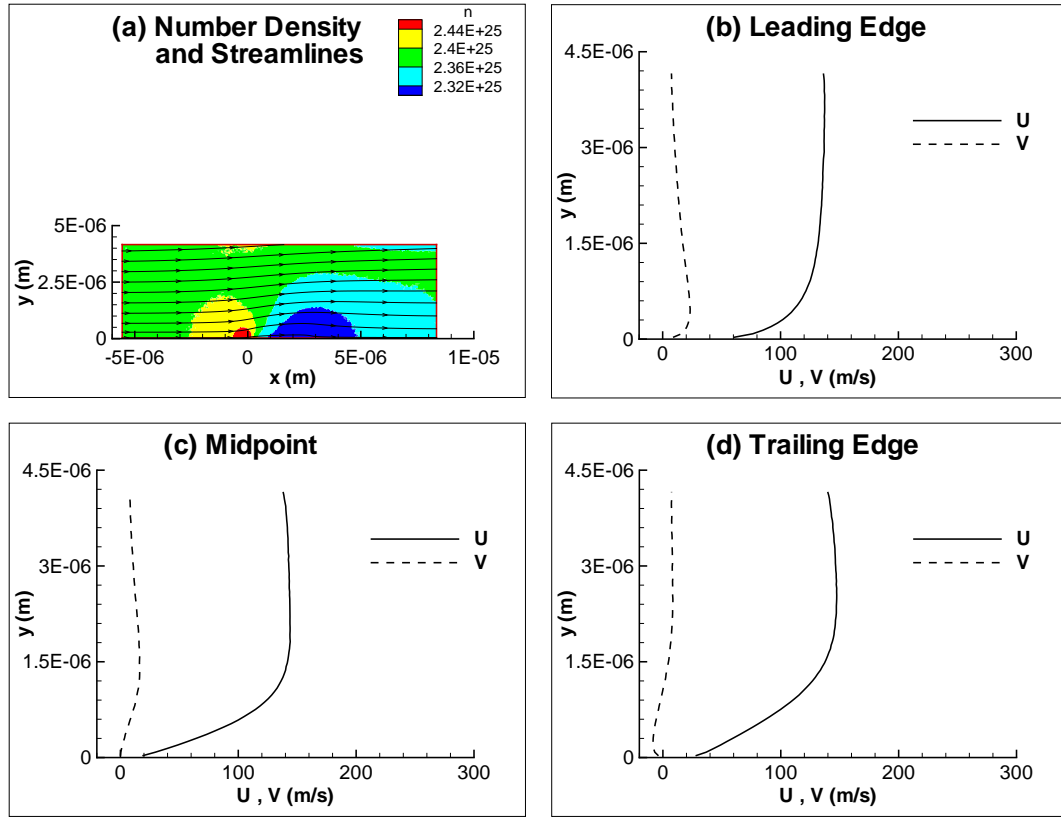 (a) Number Density
and Streamlines
n
2.44E+25
2.4E+25
2.36E+25
2.32E+25
5E-06
2.5E-06
0
y (m)
-5E-06 0 5E-06 1E-05
x (m)
(b) Leading Edge
4.5E-06
3E-06
1.5E-06
0
y (m)
U
V
0 100 200 300
U , V (m/s)
(c) Midpoint
4.5E-06
3E-06
1.5E-06
0
y (m)
U
V
0 100 200 300
U , V (m/s)
(d) Trailing Edge
4.5E-06
3E-06
1.5E-06
0
y (m)
U
V
0 100 200 300
U , V (m/s)